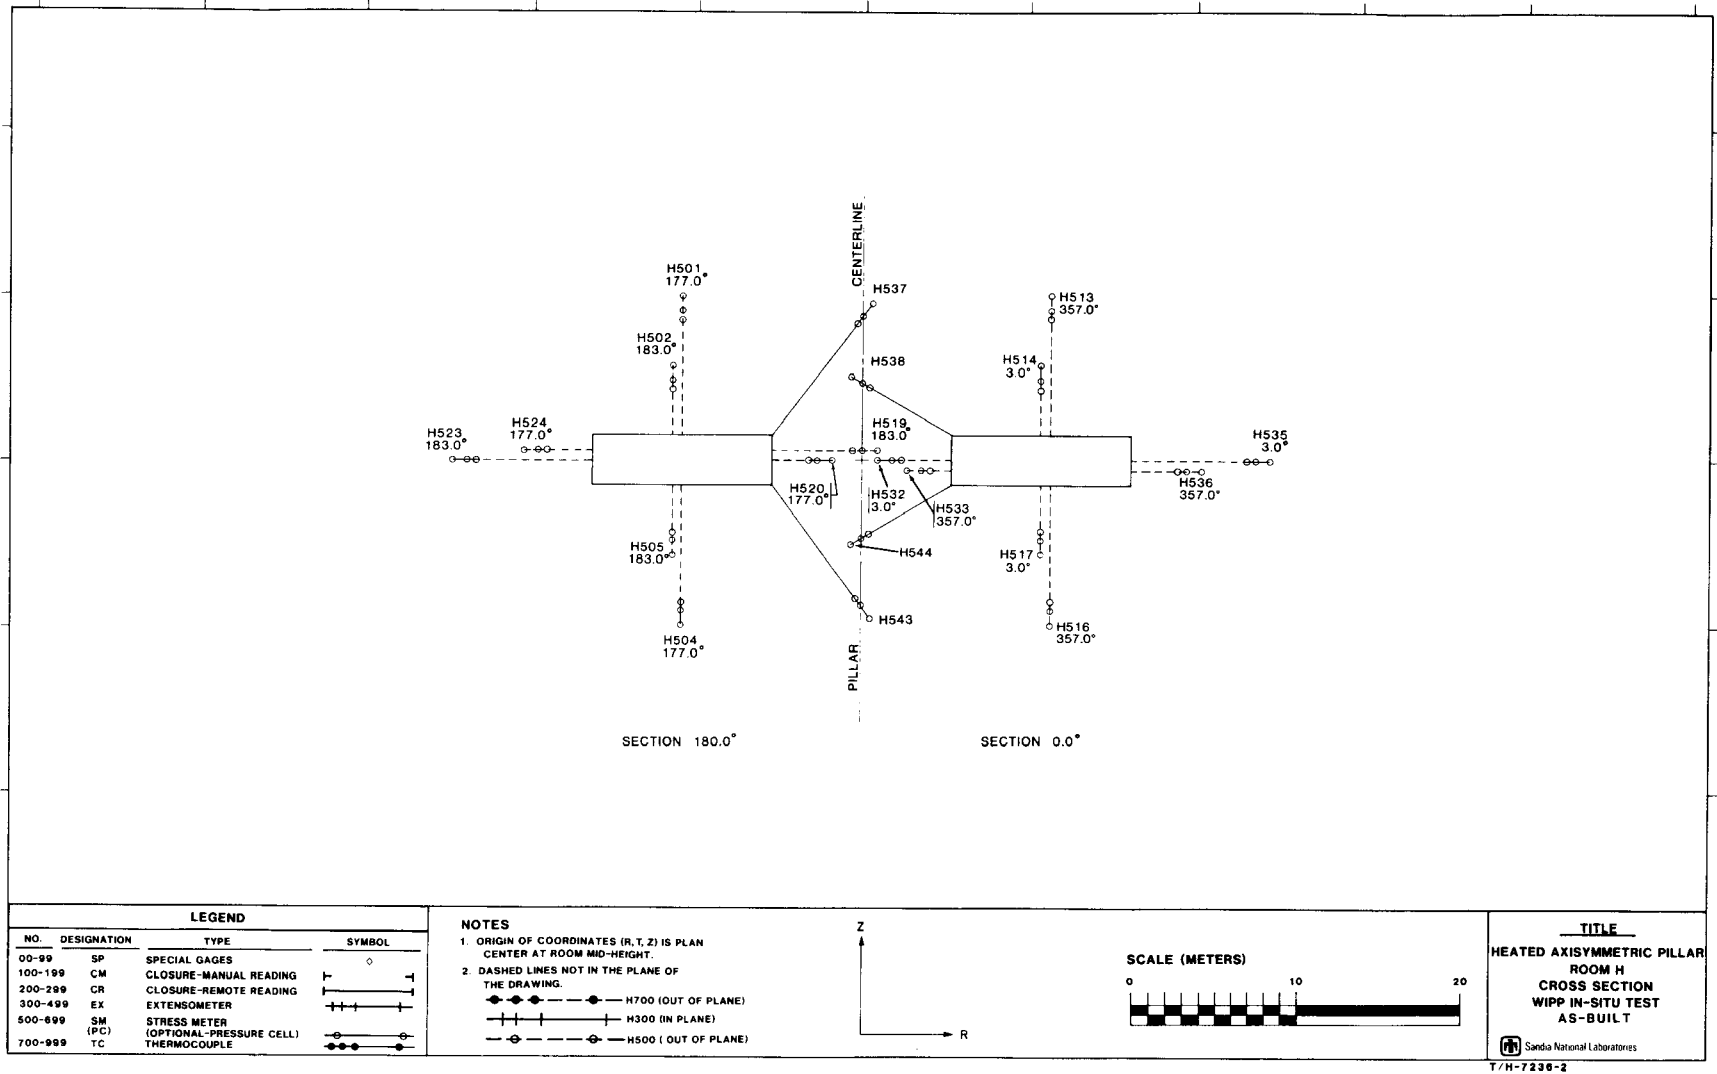 CENTERLINE
H501
177.0°
H537
H513
357.0°
H502
183.0°
H538
H514
3.0°
H523
183.0°
H524
177.0°
H519
183.0°
H535
3.0°
H520
177.0°
H532
3.0°
H533
357.0°
H536
357.0°
H505
183.0°
H544
H517
3.0°
H504
177.0°
H543
H516
357.0°
PILLAR
SECTION 180.0°
SECTION 0.0°
LEGEND
NO. DESIGNATION TYPE SYMBOL
00-99 SP SPECIAL GAGES
100-199 CM CLOSURE-MANUAL READING
200-299 CR CLOSURE-REMOTE READING
300-499 EX EXTENSOMETER
500-699 SM STRESS METER
(PC) (OPTIONAL-PRESSURE CELL)
700-999 TC THERMOCOUPLE
NOTES
1. ORIGIN OF COORDINATES (R, T, Z) IS PLAN
CENTER AT ROOM MID-HEIGHT.
2. DASHED LINES NOT IN THE PLANE OF
THE DRAWING.
H700 (OUT OF PLANE)
H300 (IN PLANE)
H500 ( OUT OF PLANE)
Z
R
SCALE (METERS)
0 10 20
TITLE
HEATED AXISYMMETRIC PILLAR
ROOM H
CROSS SECTION
WIPP IN-SITU TEST
AS-BUILT
Sandia National Laboratories
T/H-7236-2